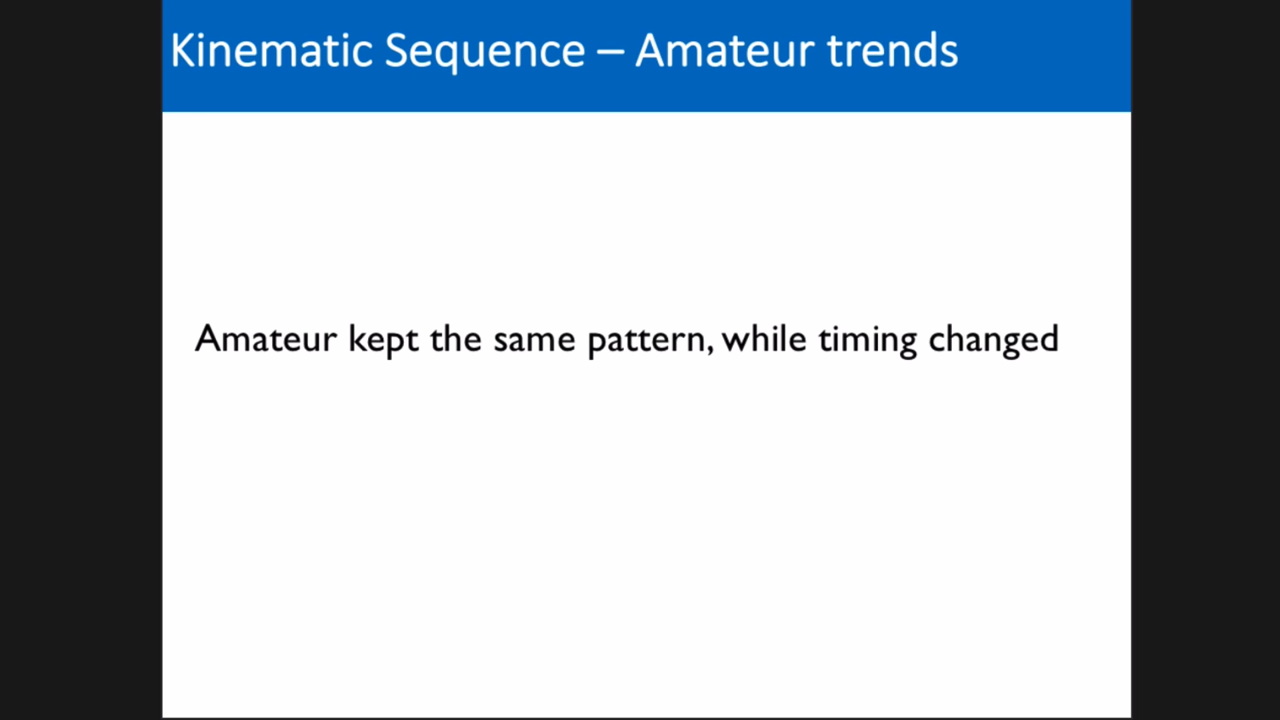 Kinematic Sequence – Amateur trends
Amateur kept the same pattern, while timing changed